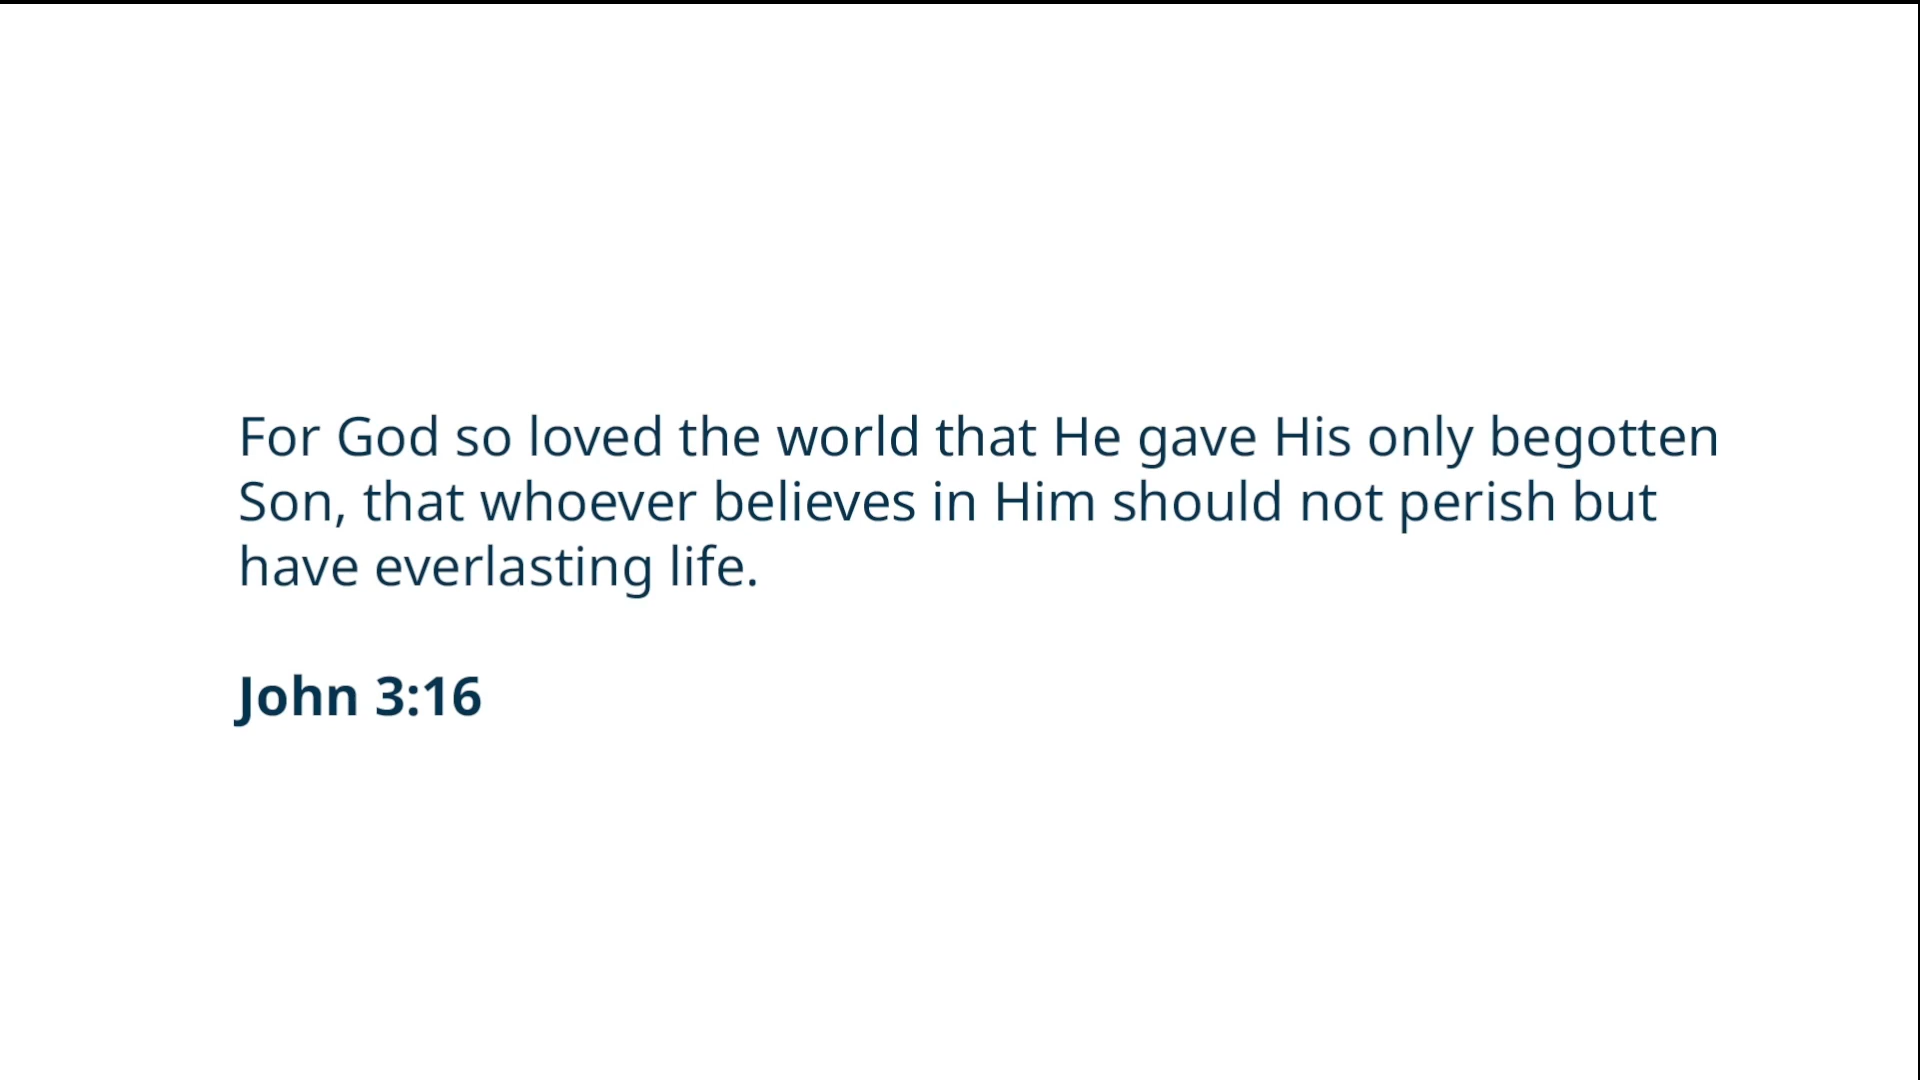 For God so loved the world that He gave His only begotten
Son, that whoever believes in Him should not perish but
have everlasting life.
John 3:16